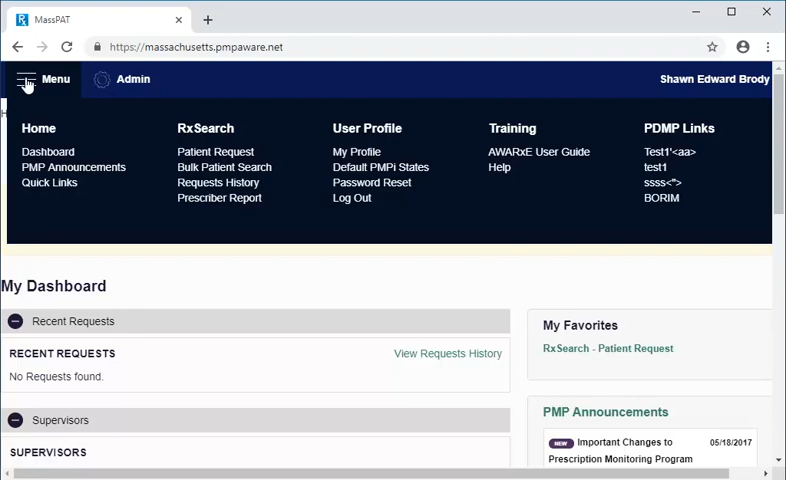 MassPAT
https://massachusetts.pmpaware.net
Menu
Admin
Shawn Edward Brody
H
Home
Dashboard
PMP Announcements
Quick Links
RxSearch
Patient Request
Bulk Patient Search
Requests History
Prescriber Report
User Profile
My Profile
Default PMPi States
Password Reset
Log Out
Training
AWARxE User Guide
Help
PDMP Links
Test1'<aa>
test1
ssss<">
BORIM
My Dashboard
Recent Requests
RECENT REQUESTS
View Requests History
No Requests found.
Supervisors
SUPERVISORS
My Favorites
RxSearch - Patient Request
PMP Announcements
NEW Important Changes to 05/18/2017
Prescription Monitoring Program